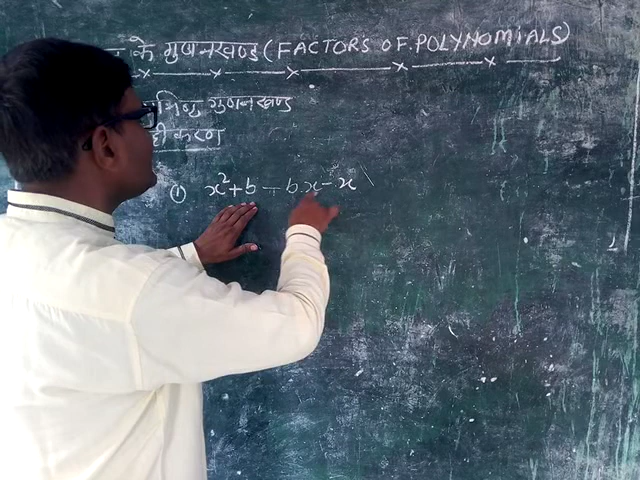 के गुणनखण्ड (FACTORS OF POLYNOMIALS)
गुणनखण्ड
करण
① x² + b - b.x - x